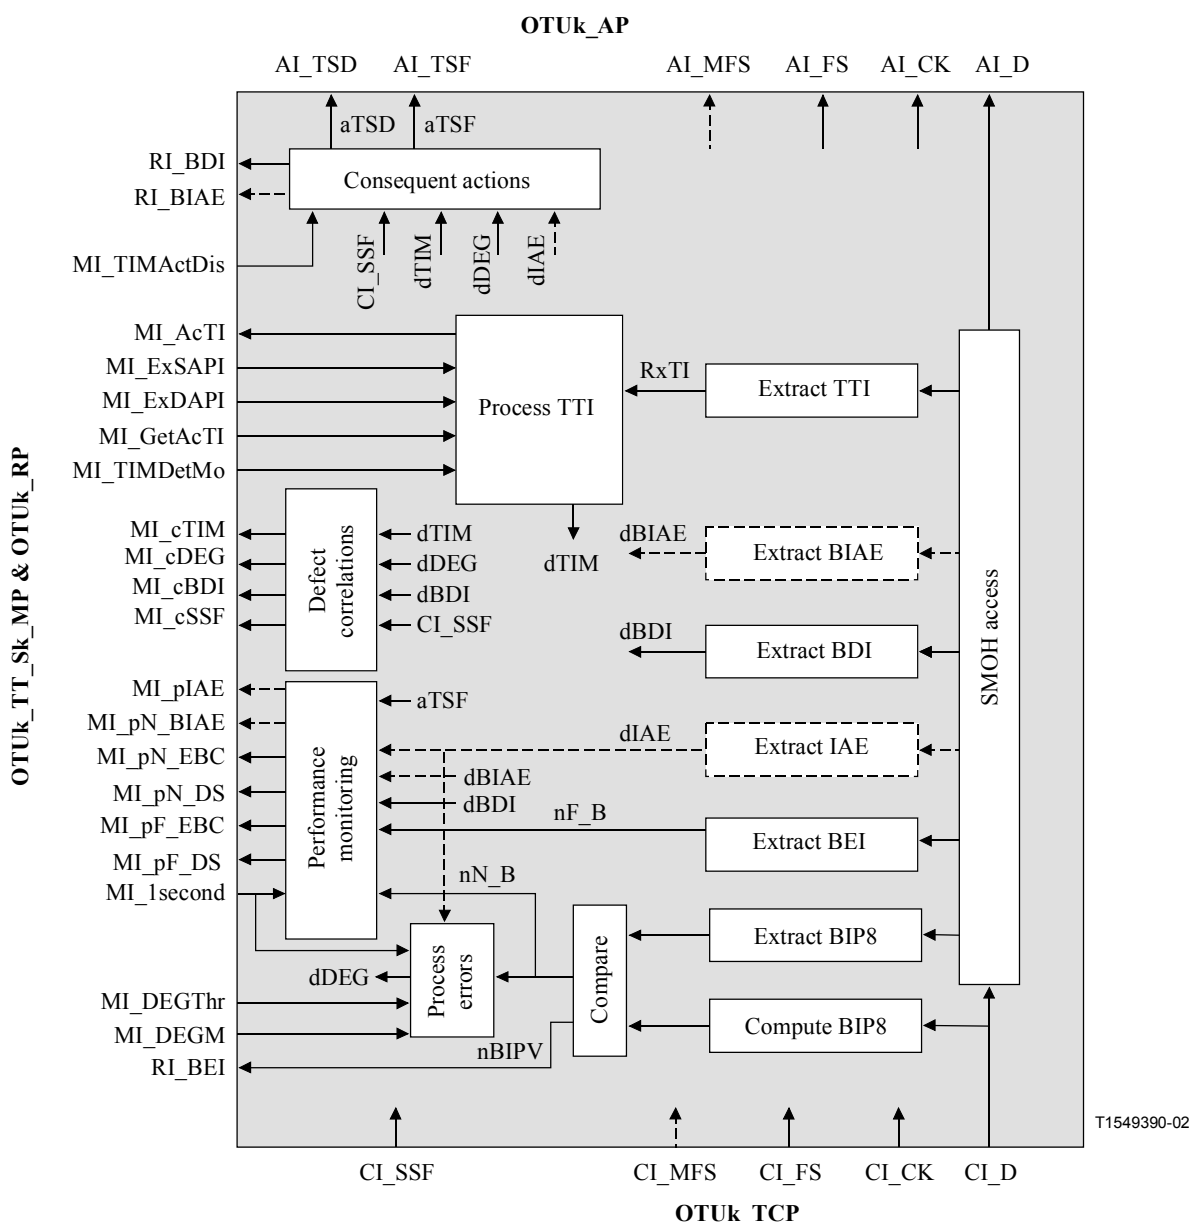 OTUk_AP
AI_TSD
AI_TSF
AI_MFS
AI_FS
AI_CK
AI_D
aTSD
aTSF
RI_BDI
RI_BIAE
Consequent actions
MI_TIMActDis
CI_SSF
dTIM
dDEG
dIAE
MI_AcTI
MI_ExSAPI
MI_ExDAPI
MI_GetAcTI
MI_TIMDetMo
Process TTI
RxTI
Extract TTI
dTIM
OTUk_TT_Sk_MP & OTUk_RP
MI_cTIM
MI_cDEG
MI_cBDI
MI_cSSF
Defect
correlations
dTIM
dDEG
dBDI
CI_SSF
dBIAE
Extract BIAE
dBDI
Extract BDI
SMOH access
MI_pIAE
MI_pN_BIAE
MI_pN_EBC
MI_pN_DS
MI_pF_EBC
MI_pF_DS
MI_1second
Performance
monitoring
aTSF
dIAE
Extract IAE
dBIAE
dBDI
nF_B
Extract BEI
nN_B
Extract BIP8
Process
errors
Compare
dDEG
MI_DEGThr
MI_DEGM
RI_BEI
nBIPV
Compute BIP8
T1549390-02
CI_SSF
CI_MFS
CI_FS
CI_CK
CI_D
OTUk_TCP